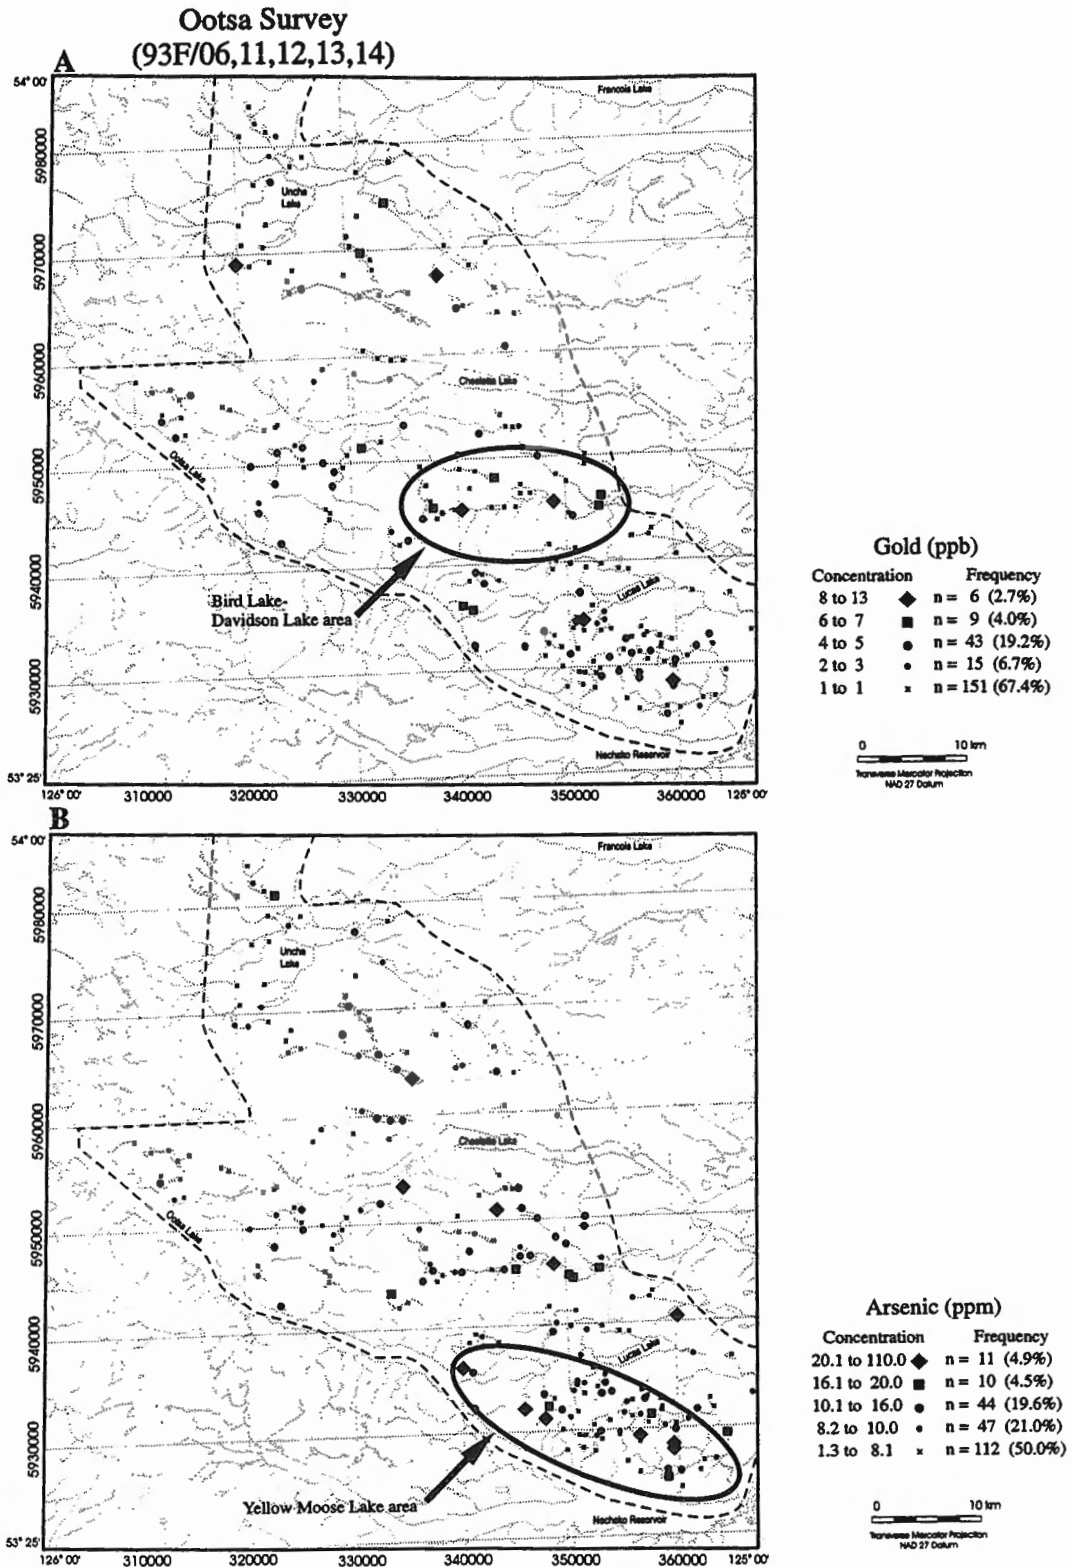 Ootsa Survey
(93F/06,11,12,13,14)
A
54° 00'
Francois Lake
5980000
Uncha
Lake
5970000
5960000
Cheslatta Lake
Ootsa Lake
5950000
5940000
Lucas Lake
Bird Lake-
Davidson Lake area
5930000
Nechako Reservoir
53° 25'
126° 00' 310000 320000 330000 340000 350000 360000 125° 00'
Gold (ppb)
Concentration Frequency
8 to 13 n = 6 (2.7%)
6 to 7 n = 9 (4.0%)
4 to 5 n = 43 (19.2%)
2 to 3 n = 15 (6.7%)
1 to 1 n = 151 (67.4%)
0 10 km
Transverse Mercator Projection
NAD 27 Datum
B
54° 00'
Francois Lake
5980000
Uncha
Lake
5970000
5960000
Cheslatta Lake
Ootsa Lake
5950000
5940000
Lucas Lake
5930000
Yellow Moose Lake area
Nechako Reservoir
53° 25'
126° 00' 310000 320000 330000 340000 350000 360000 125° 00'
Arsenic (ppm)
Concentration Frequency
20.1 to 110.0 n = 11 (4.9%)
16.1 to 20.0 n = 10 (4.5%)
10.1 to 16.0 n = 44 (19.6%)
8.2 to 10.0 n = 47 (21.0%)
1.3 to 8.1 n = 112 (50.0%)
0 10 km
Transverse Mercator Projection
NAD 27 Datum